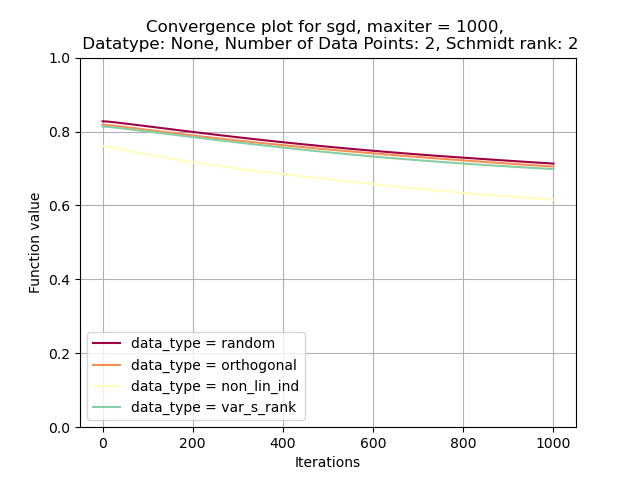 Convergence plot for sgd, maxiter = 1000,
Datatype: None, Number of Data Points: 2, Schmidt rank: 2
1.0
0.8
0.6
0.4
0.2
0.0
Function value
data_type = random
data_type = orthogonal
data_type = non_lin_ind
data_type = var_s_rank
0 200 400 600 800 1000
Iterations